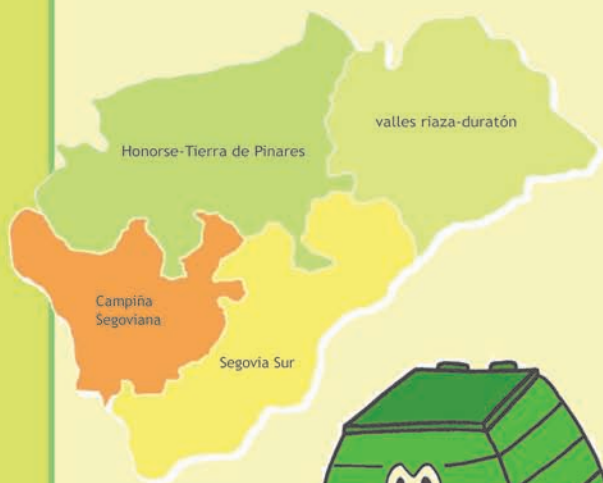 valles riaza-duratón
Honorse-Tierra de Pinares
Campiña
Segoviana
Segovia Sur